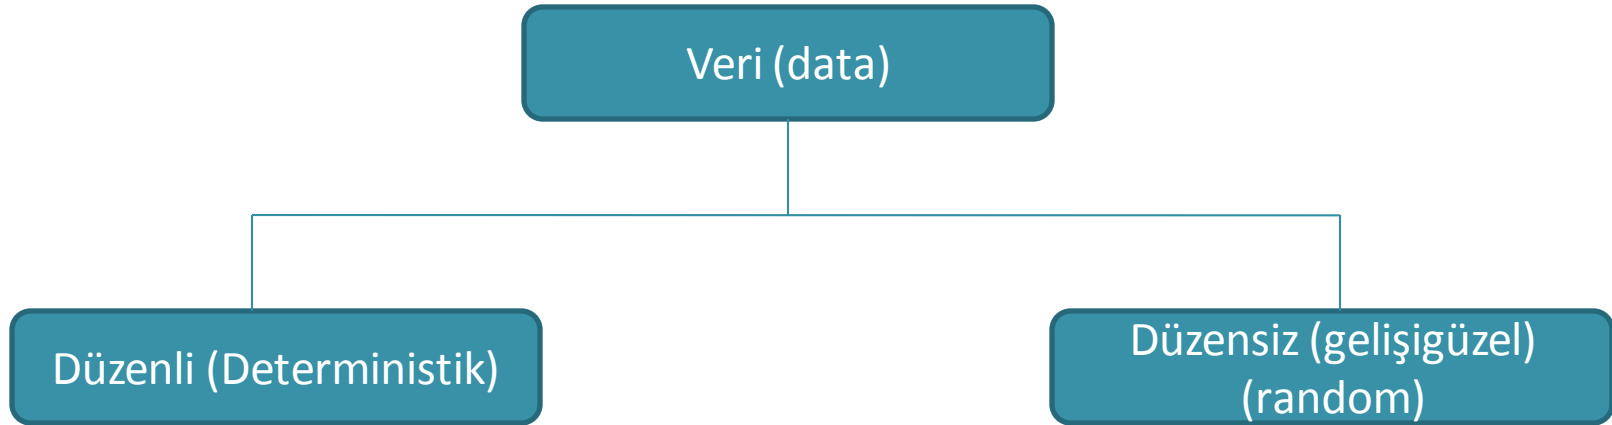 Veri (data)
Düzenli (Deterministik)
Düzensiz (gelişigüzel)
(random)